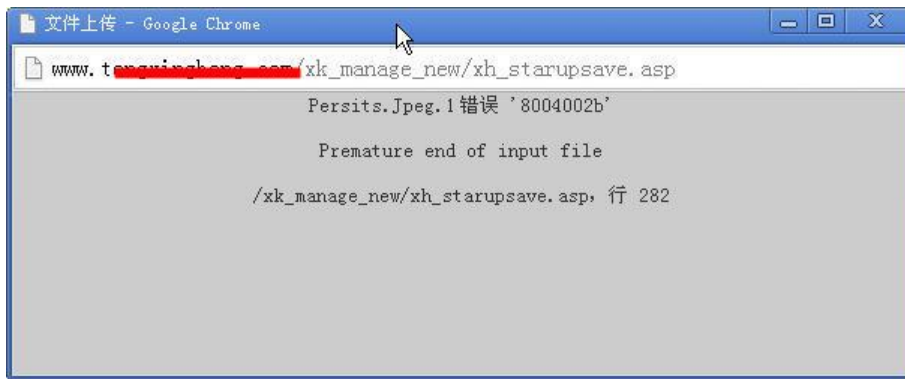 文件上传 - Google Chrome
www. /xk_manage_new/xh_starupsave.asp
Persits.Jpeg.1错误 '8004002b'
Premature end of input file
/xk_manage_new/xh_starupsave.asp，行 282